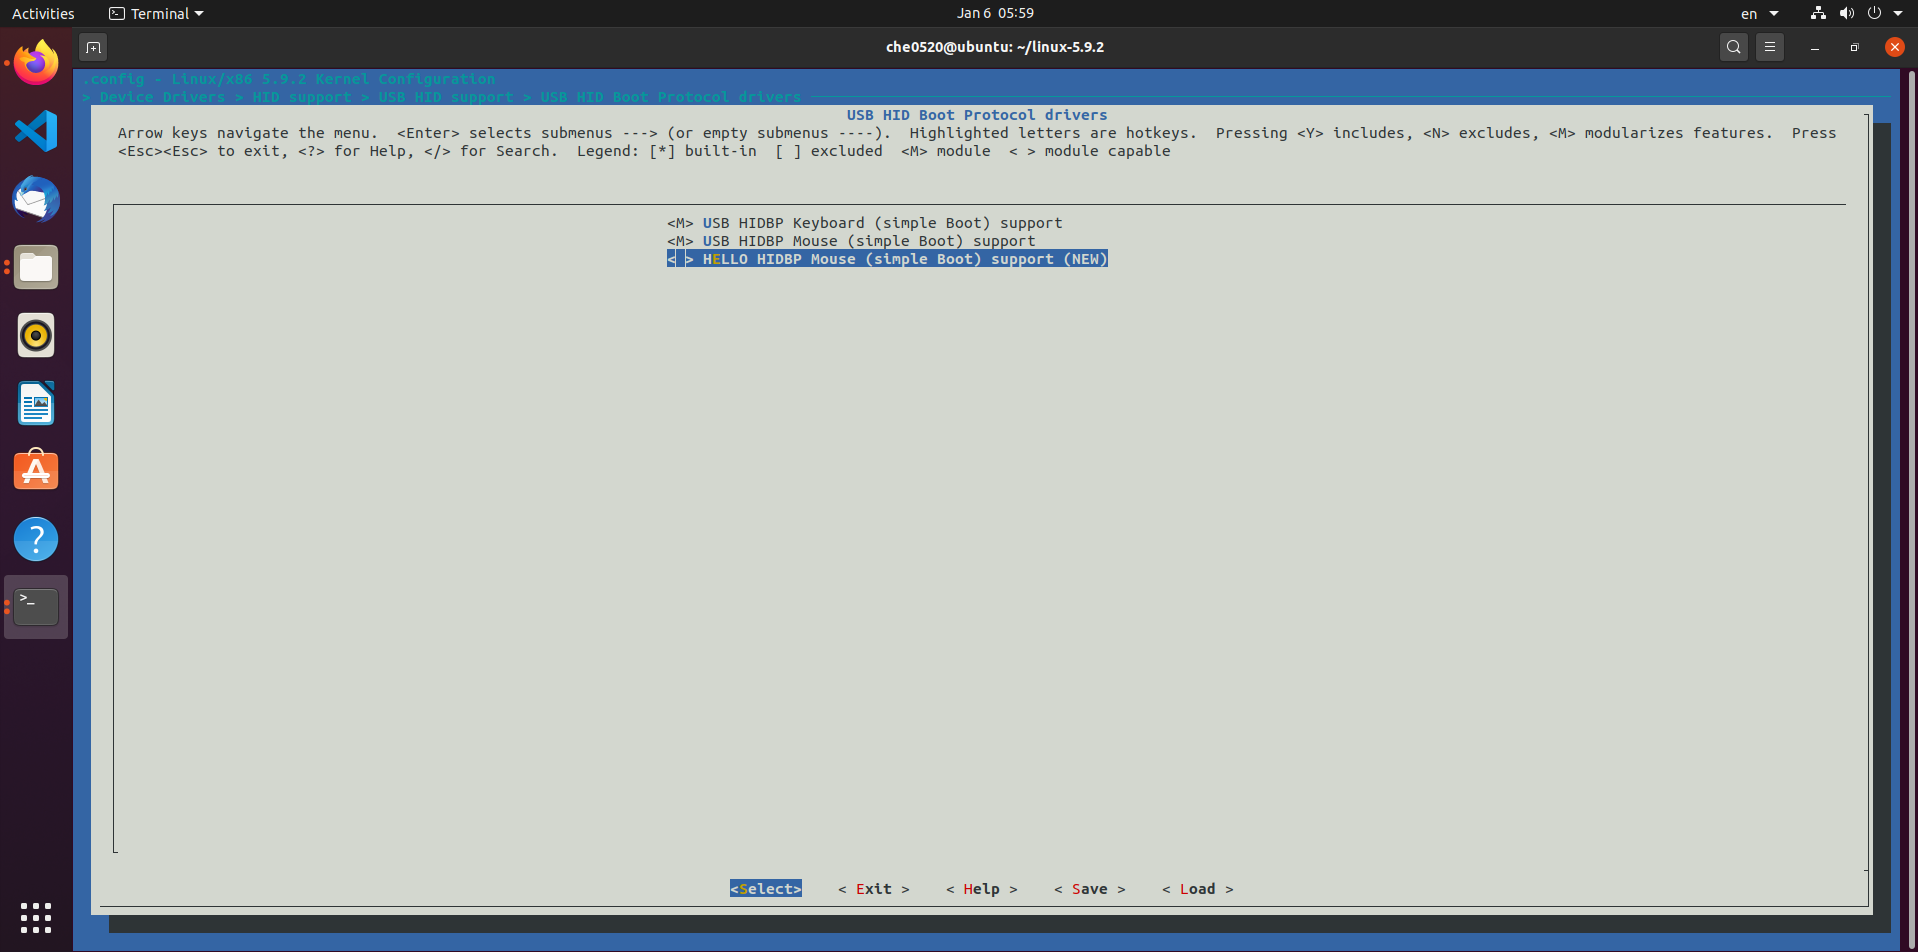 Activities Terminal Jan 6 05:59 en
che0520@ubuntu: ~/linux-5.9.2
.config - Linux/x86 5.9.2 Kernel Configuration
> Device Drivers > HID support > USB HID support > USB HID Boot Protocol drivers
USB HID Boot Protocol drivers
Arrow keys navigate the menu. <Enter> selects submenus ---> (or empty submenus ----). Highlighted letters are hotkeys. Pressing <Y> includes, <N> excludes, <M> modularizes features. Press
<Esc><Esc> to exit, <?> for Help, </> for Search. Legend: [*] built-in [ ] excluded <M> module < > module capable
<M> USB HIDBP Keyboard (simple Boot) support
<M> USB HIDBP Mouse (simple Boot) support
< > HELLO HIDBP Mouse (simple Boot) support (NEW)
<Select> < Exit > < Help > < Save > < Load >